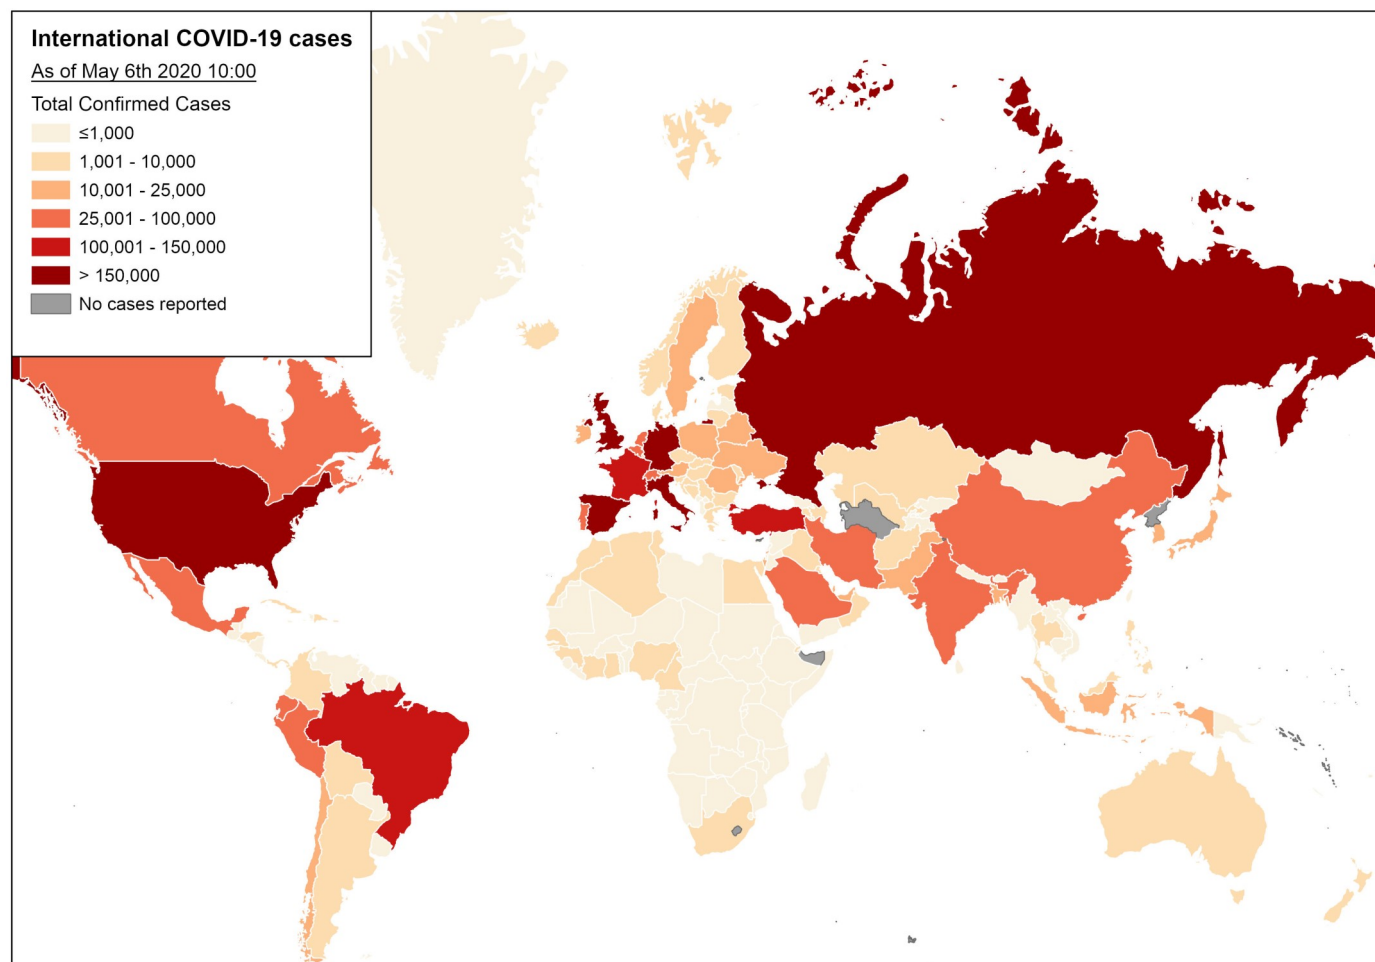 International COVID-19 cases
As of May 6th 2020 10:00
Total Confirmed Cases
≤1,000
1,001 - 10,000
10,001 - 25,000
25,001 - 100,000
100,001 - 150,000
> 150,000
No cases reported